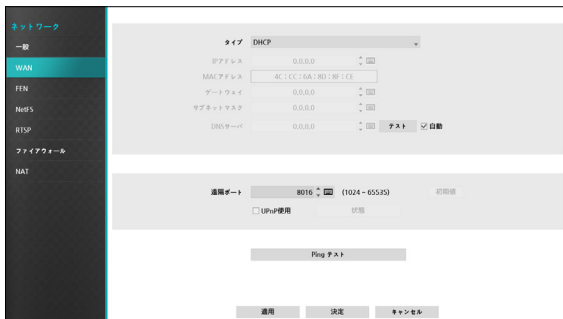 ネットワーク
一般
WAN
FEN
NetFS
RTSP
ファイアウォール
NAT
タイプ DHCP
IPアドレス 0.0.0.0
MACアドレス 4C : CC : 6A : 8D : 8F : CE
ゲートウェイ 0.0.0.0
サブネットマスク 0.0.0.0
DNSサーバ 0.0.0.0 テスト 自動
遠隔ポート 8016 (1024 ~ 65535) 初期値
UPnP使用 状態
Ping テスト
適用 決定 キャンセル